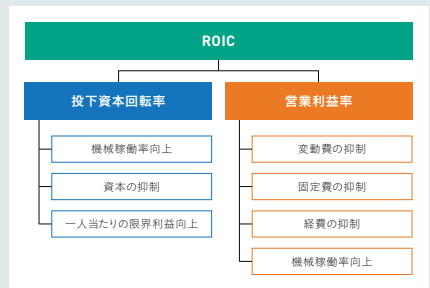 ROIC
投下資本回転率
機械稼働率向上
資本の抑制
一人当たりの限界利益向上
営業利益率
変動費の抑制
固定費の抑制
経費の抑制
機械稼働率向上